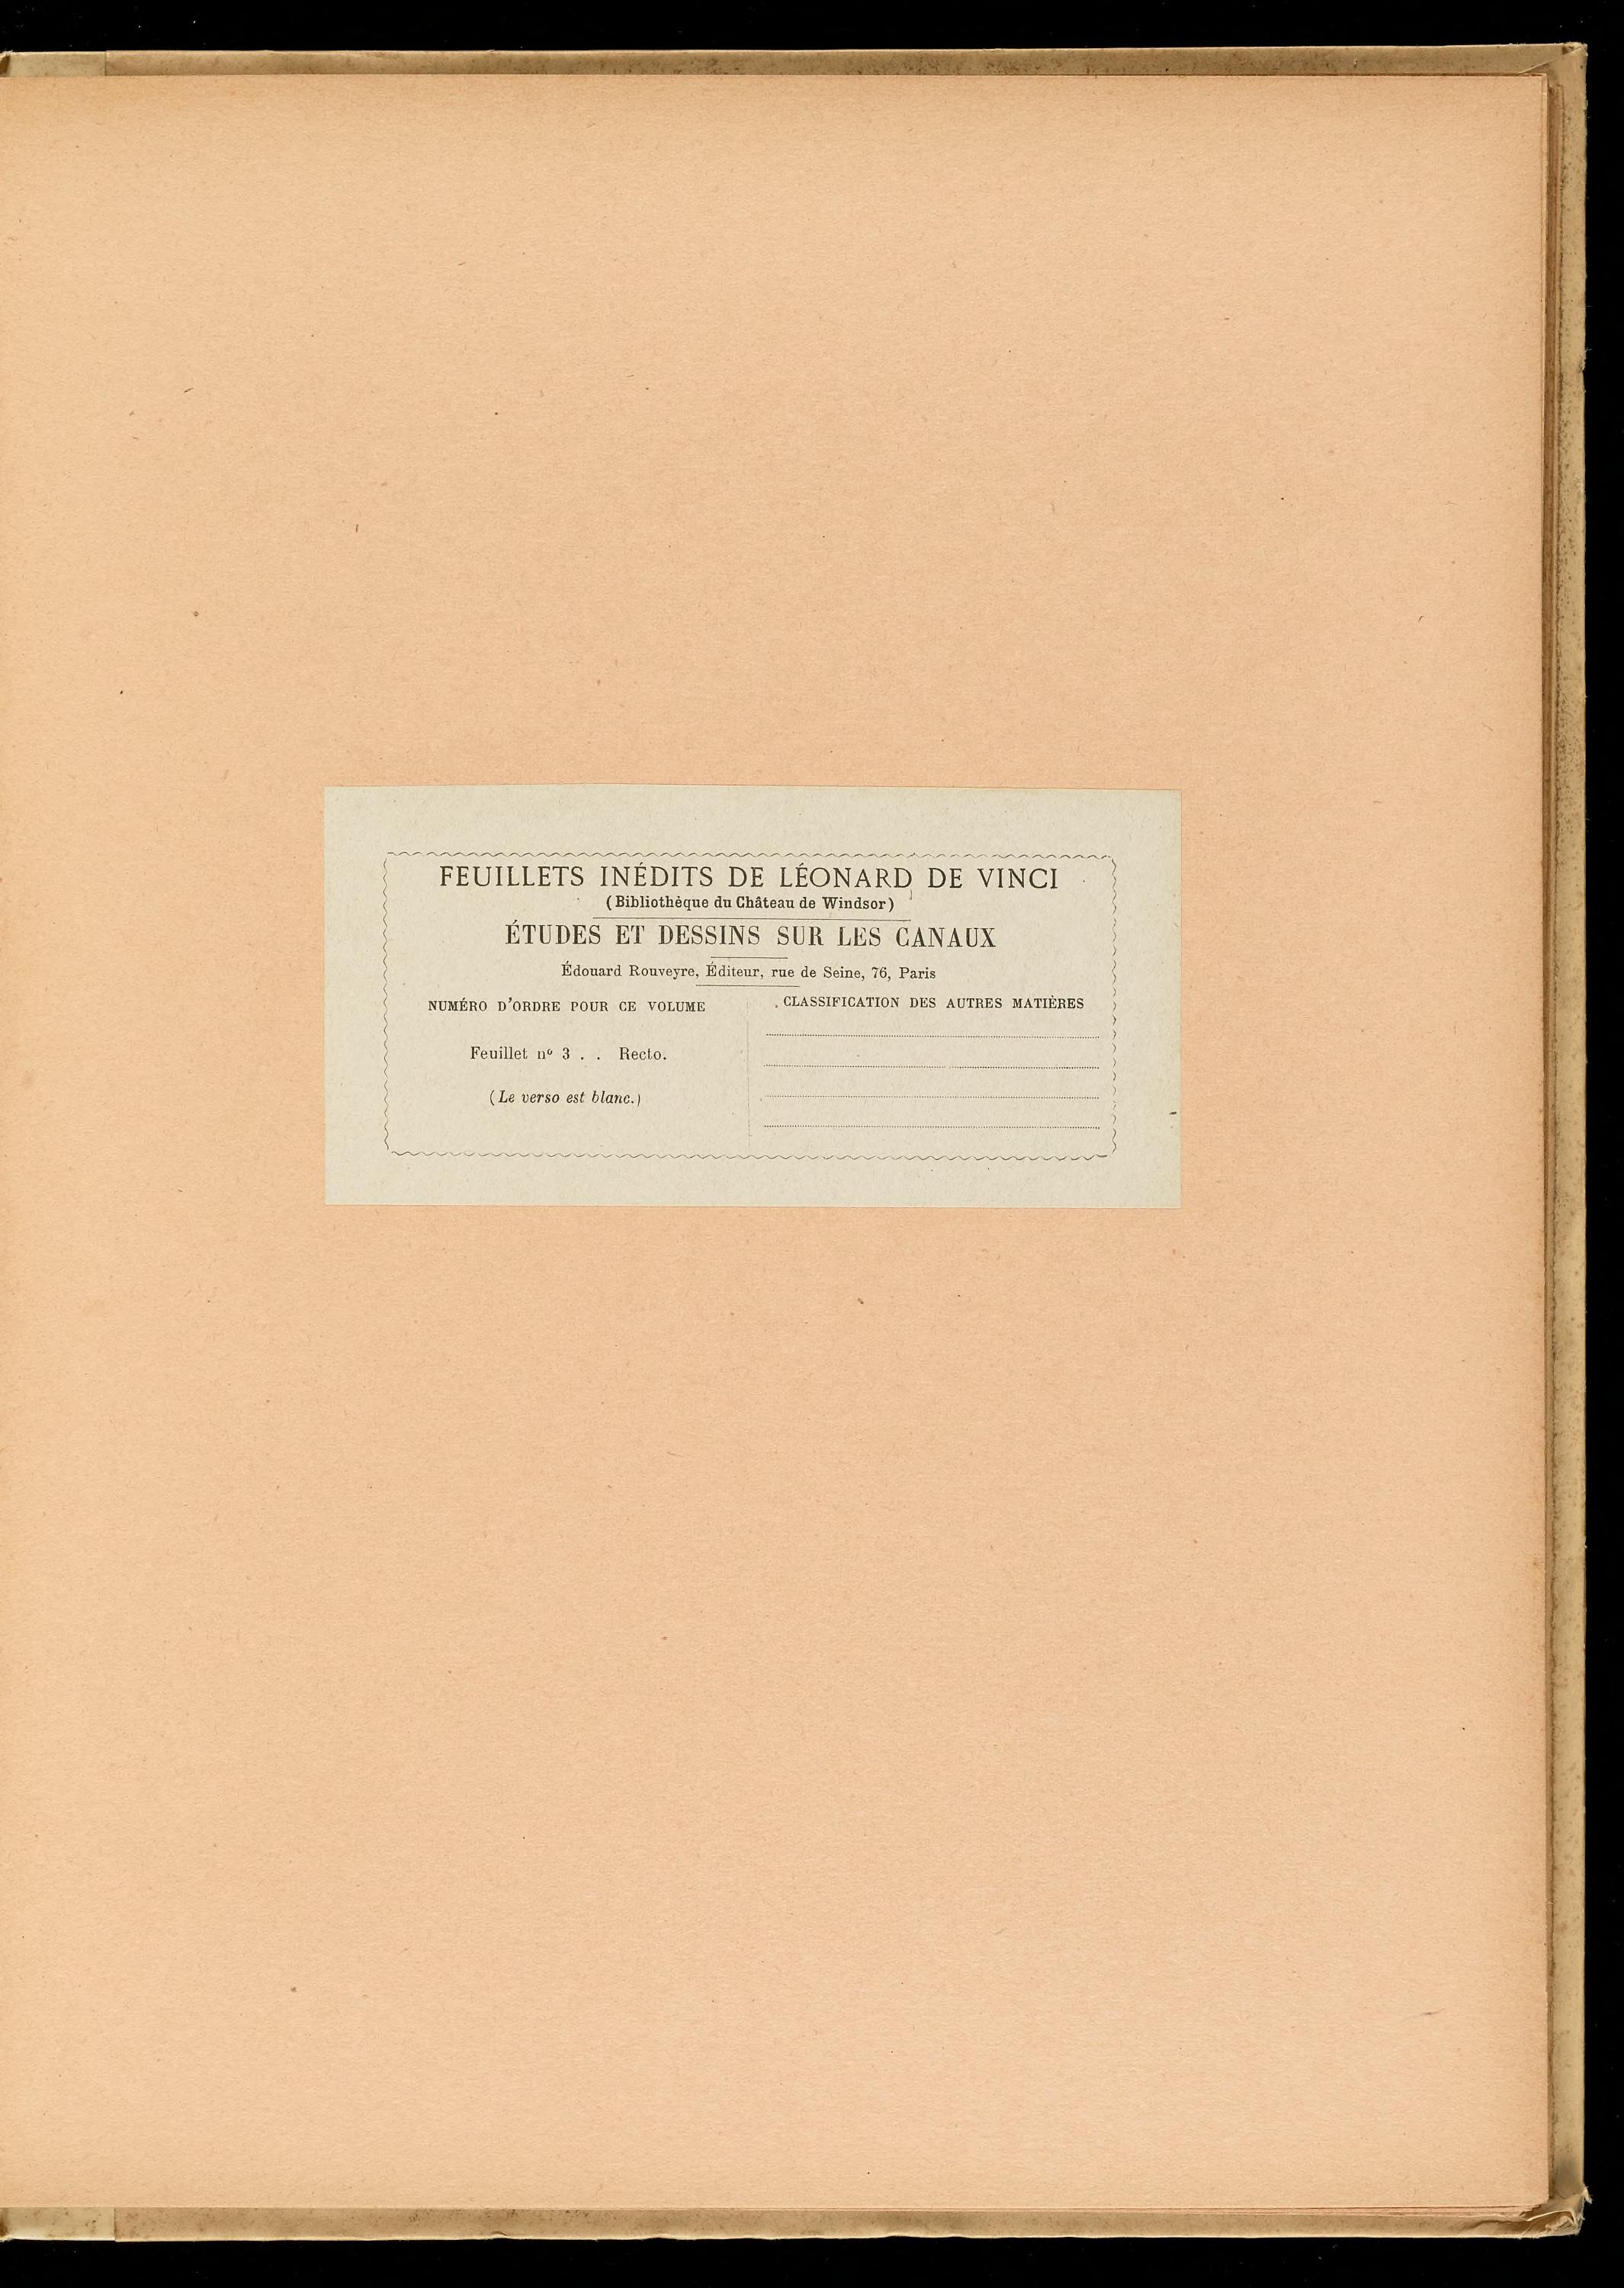 FEUILLETS INÉDITS DE LÉONARD DE VINCI
(Bibliothèque du Château de Windsor)
ÉTUDES ET DESSINS SUR LES CANAUX
Édouard Rouveyre, Éditeur, rue de Seine, 76, Paris
NUMÉRO D'ORDRE POUR CE VOLUME
Feuillet nº 3 . . Recto.
(Le verso est blanc.)
CLASSIFICATION DES AUTRES MATIÈRES